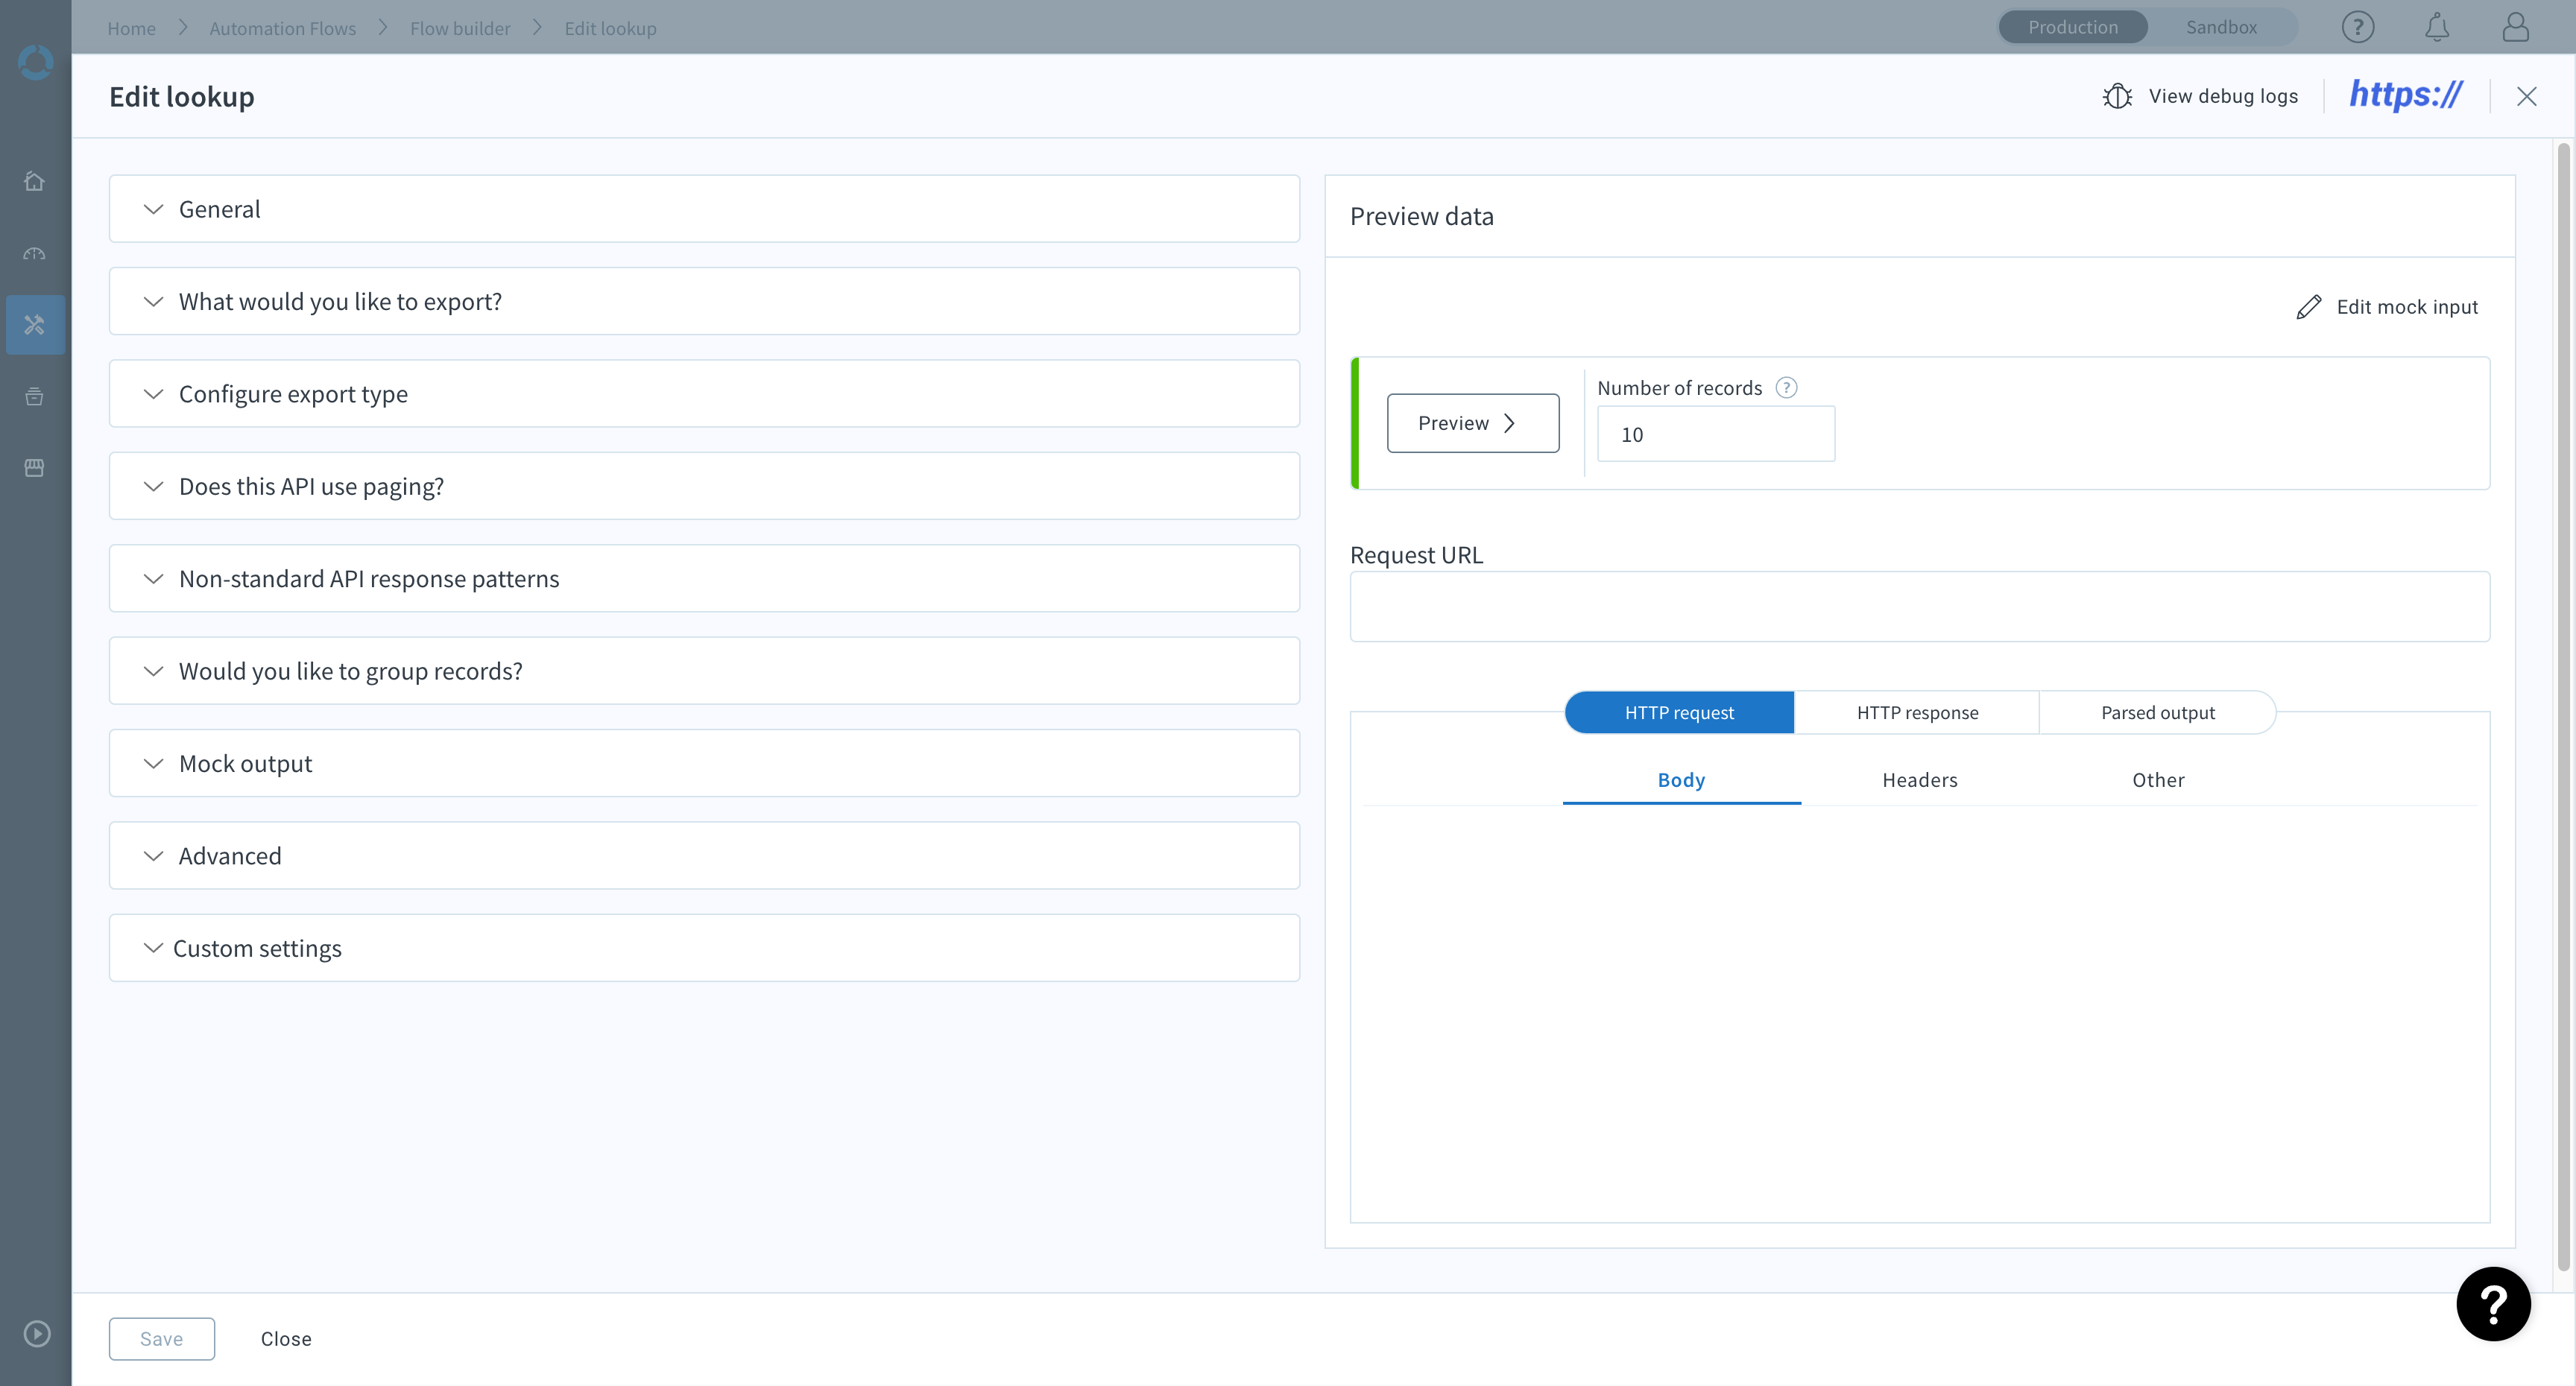 Home > Automation Flows > Flow builder > Edit lookup
Production Sandbox ?
Edit lookup
View debug logs
https://
General
What would you like to export?
Configure export type
Does this API use paging?
Non-standard API response patterns
Would you like to group records?
Mock output
Advanced
Custom settings
Preview data
Edit mock input
Preview >
Number of records ?
10
Request URL
HTTP request HTTP response Parsed output
Body Headers Other
Save Close
?